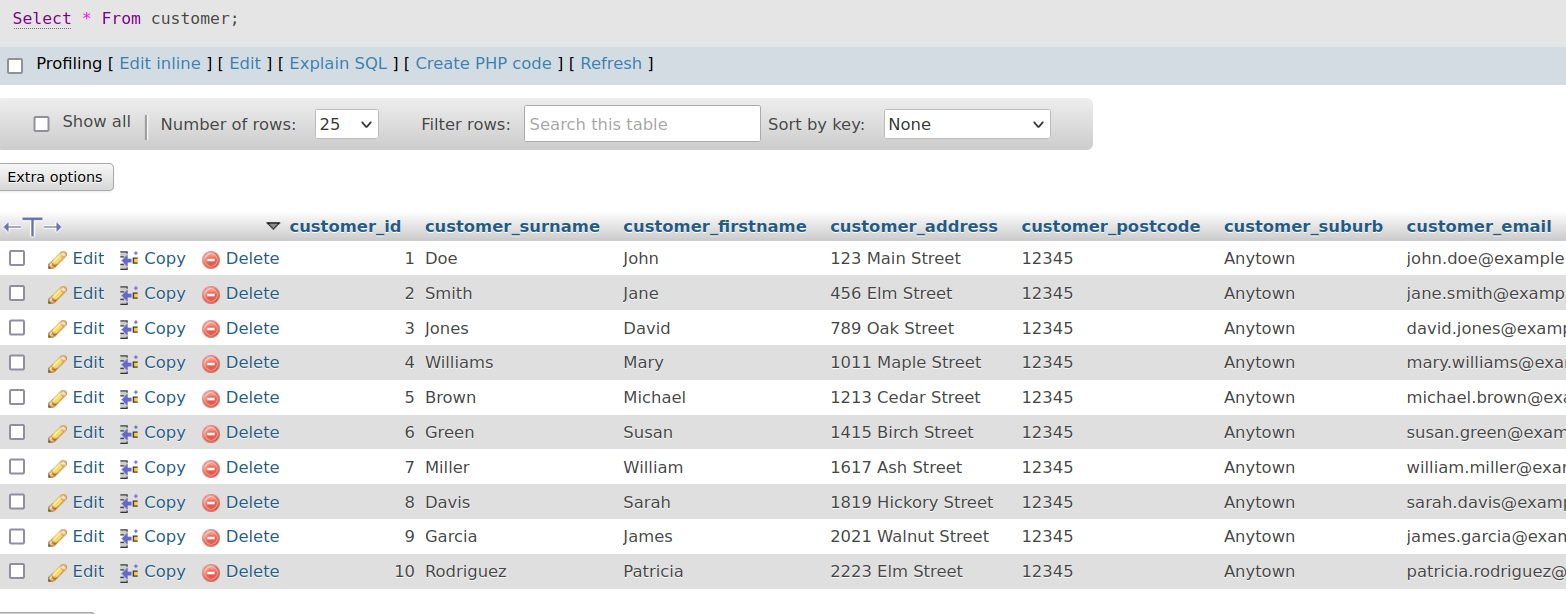 Select * From customer;
Profiling [ Edit inline ] [ Edit ] [ Explain SQL ] [ Create PHP code ] [ Refresh ]
Show all | Number of rows: 25 Filter rows: Search this table Sort by key: None
Extra options
←T→ customer_id customer_surname customer_firstname customer_address customer_postcode customer_suburb customer_email
Edit Copy Delete 1 Doe John 123 Main Street 12345 Anytown john.doe@example
Edit Copy Delete 2 Smith Jane 456 Elm Street 12345 Anytown jane.smith@examp
Edit Copy Delete 3 Jones David 789 Oak Street 12345 Anytown david.jones@examp
Edit Copy Delete 4 Williams Mary 1011 Maple Street 12345 Anytown mary.williams@exa
Edit Copy Delete 5 Brown Michael 1213 Cedar Street 12345 Anytown michael.brown@exa
Edit Copy Delete 6 Green Susan 1415 Birch Street 12345 Anytown susan.green@exam
Edit Copy Delete 7 Miller William 1617 Ash Street 12345 Anytown william.miller@exa
Edit Copy Delete 8 Davis Sarah 1819 Hickory Street 12345 Anytown sarah.davis@examp
Edit Copy Delete 9 Garcia James 2021 Walnut Street 12345 Anytown james.garcia@exan
Edit Copy Delete 10 Rodriguez Patricia 2223 Elm Street 12345 Anytown patricia.rodriguez@